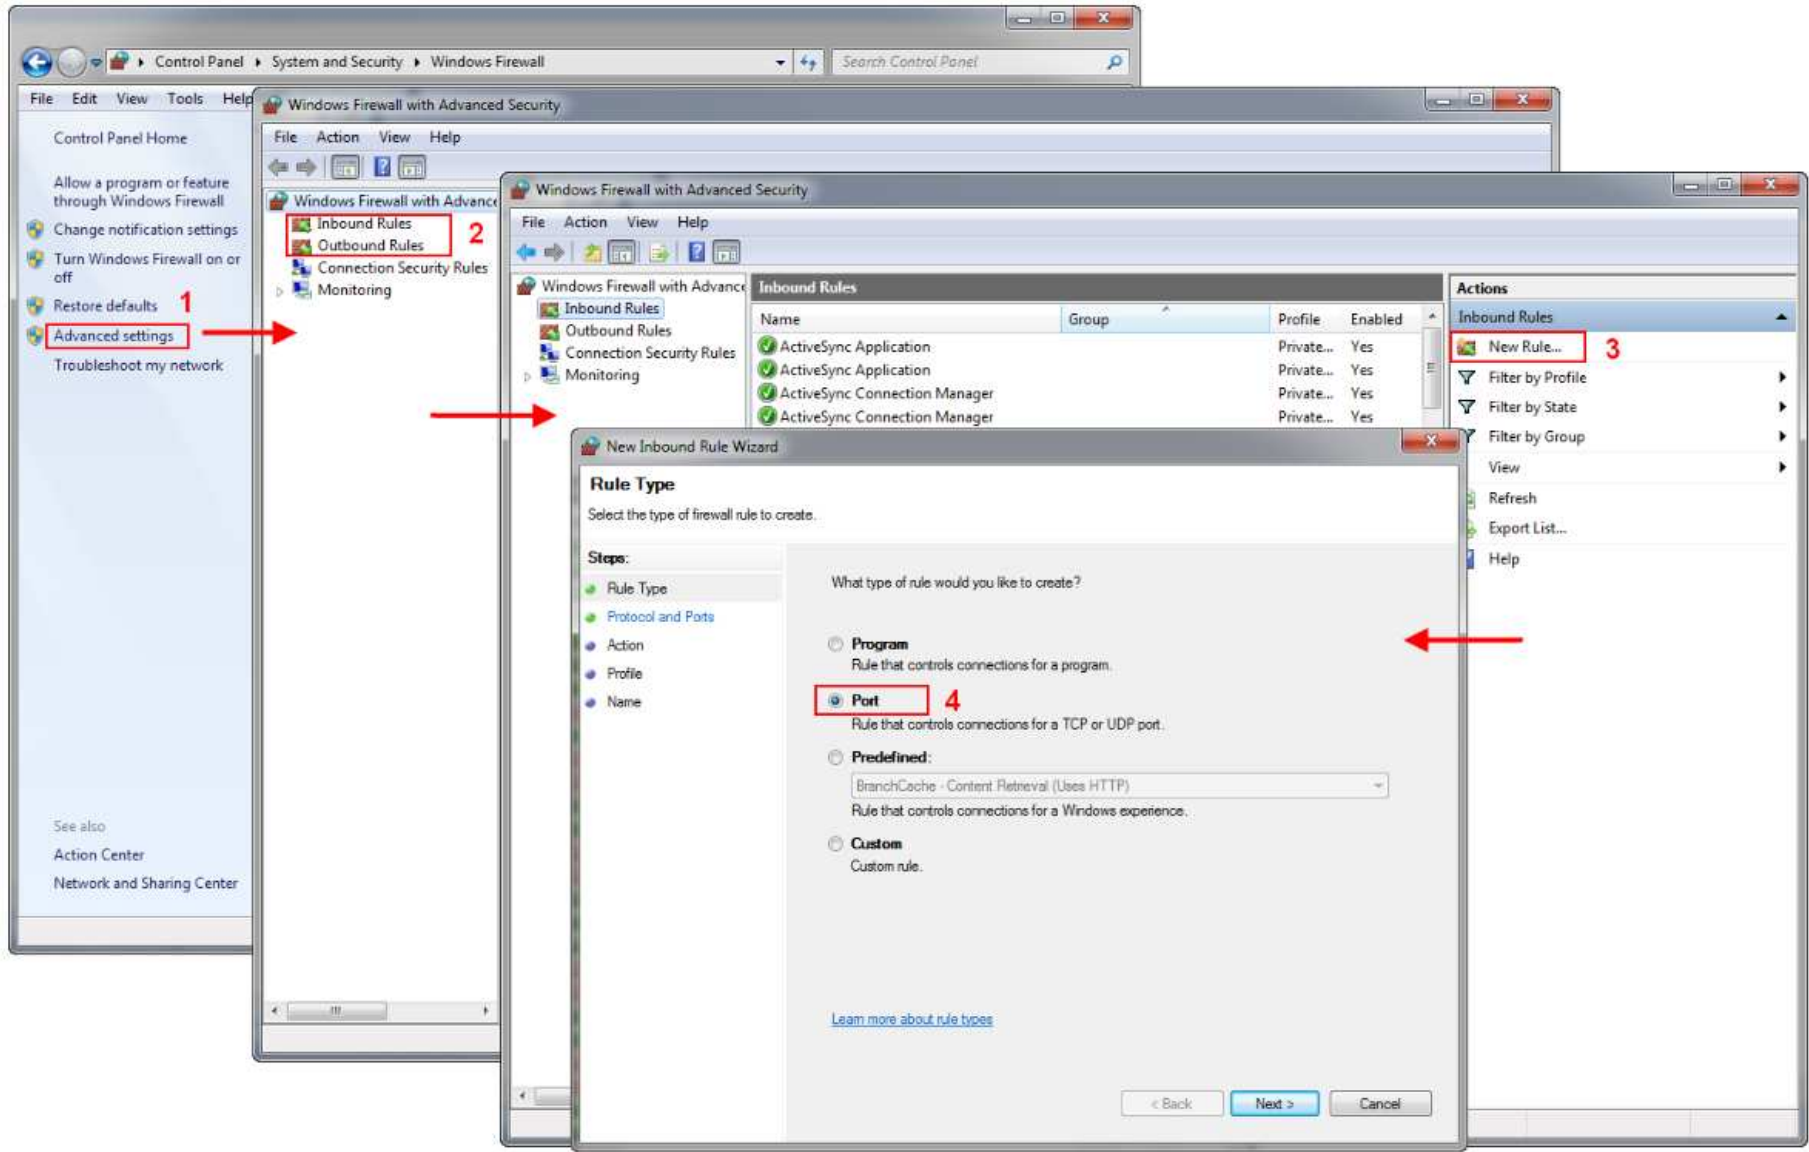 Control Panel
System and Security
Windows Firewall
Search Control Panel
File Edit View Tools Help
Control Panel Home
Allow a program or feature
through Windows Firewall
Change notification settings
Turn Windows Firewall on or
off
Restore defaults
1
Advanced settings
Troubleshoot my network
See also
Action Center
Network and Sharing Center
Windows Firewall with Advanced Security
File Action View Help
Windows Firewall with Advance
Inbound Rules
2
Outbound Rules
Connection Security Rules
Monitoring
Windows Firewall with Advanced Security
File Action View Help
Windows Firewall with Advance
Inbound Rules
Outbound Rules
Connection Security Rules
Monitoring
Inbound Rules
Name Group Profile Enabled
ActiveSync Application Private... Yes
ActiveSync Application Private... Yes
ActiveSync Connection Manager Private... Yes
ActiveSync Connection Manager Private... Yes
Actions
Inbound Rules
New Rule...
3
Filter by Profile
Filter by State
Filter by Group
View
Refresh
Export List...
Help
New Inbound Rule Wizard
Rule Type
Select the type of firewall rule to create.
Steps:
Rule Type
Protocol and Ports
Action
Profile
Name
What type of rule would you like to create?
Program
Rule that controls connections for a program.
Port
4
Rule that controls connections for a TCP or UDP port.
Predefined:
BranchCache - Content Retrieval (Uses HTTP)
Rule that controls connections for a Windows experience.
Custom
Custom rule.
Learn more about rule types
< Back Next > Cancel